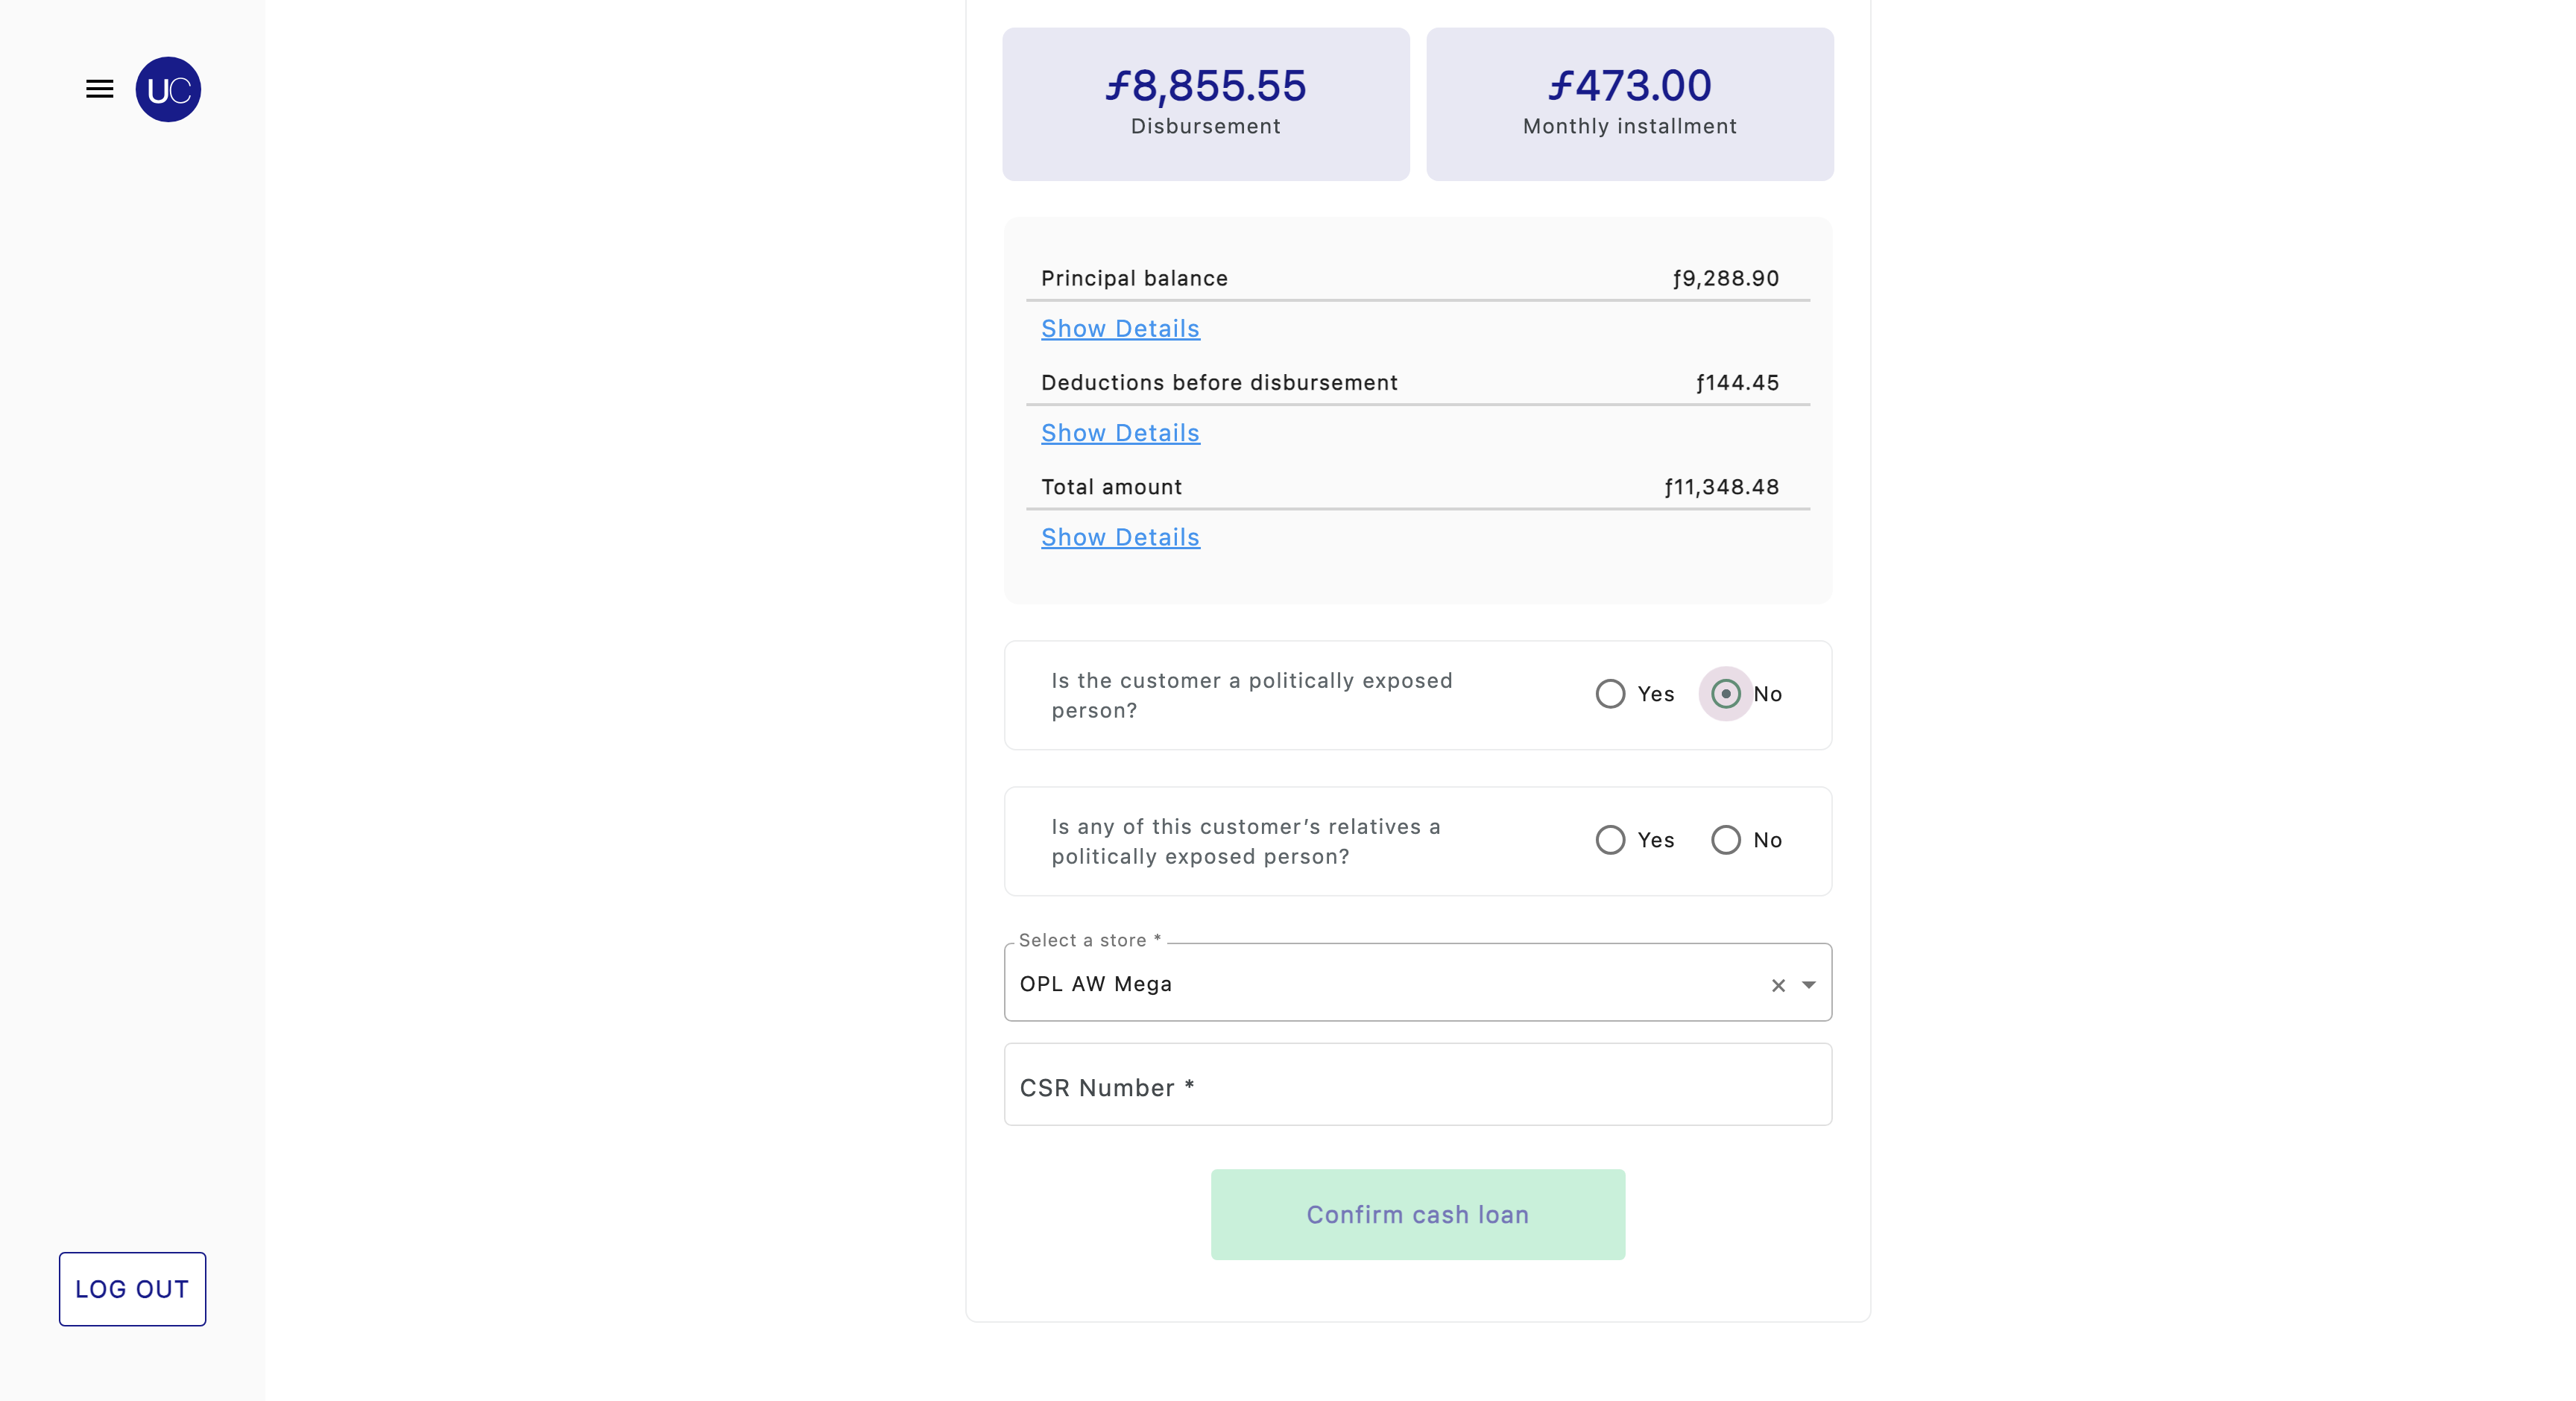 UC
ƒ8,855.55
Disbursement
ƒ473.00
Monthly installment
Principal balance ƒ9,288.90
Show Details
Deductions before disbursement ƒ144.45
Show Details
Total amount ƒ11,348.48
Show Details
Is the customer a politically exposed
person?
Yes No
Is any of this customer’s relatives a
politically exposed person?
Yes No
Select a store *
OPL AW Mega
CSR Number *
Confirm cash loan
LOG OUT